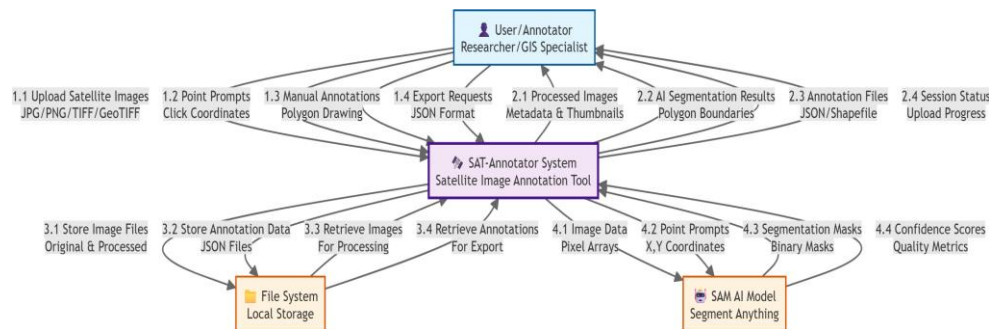 User/Annotator
Researcher/GIS Specialist
1.1 Upload Satellite Images
JPG/PNG/TIFF/GeoTIFF
1.2 Point Prompts
Click Coordinates
1.3 Manual Annotations
Polygon Drawing
1.4 Export Requests
JSON Format
2.1 Processed Images
Metadata & Thumbnails
2.2 AI Segmentation Results
Polygon Boundaries
2.3 Annotation Files
JSON/Shapefile
2.4 Session Status
Upload Progress
SAT-Annotator System
Satellite Image Annotation Tool
3.1 Store Image Files
Original & Processed
3.2 Store Annotation Data
JSON Files
3.3 Retrieve Images
For Processing
3.4 Retrieve Annotations
For Export
4.1 Image Data
Pixel Arrays
4.2 Point Prompts
X,Y Coordinates
4.3 Segmentation Masks
Binary Masks
4.4 Confidence Scores
Quality Metrics
File System
Local Storage
SAM AI Model
Segment Anything